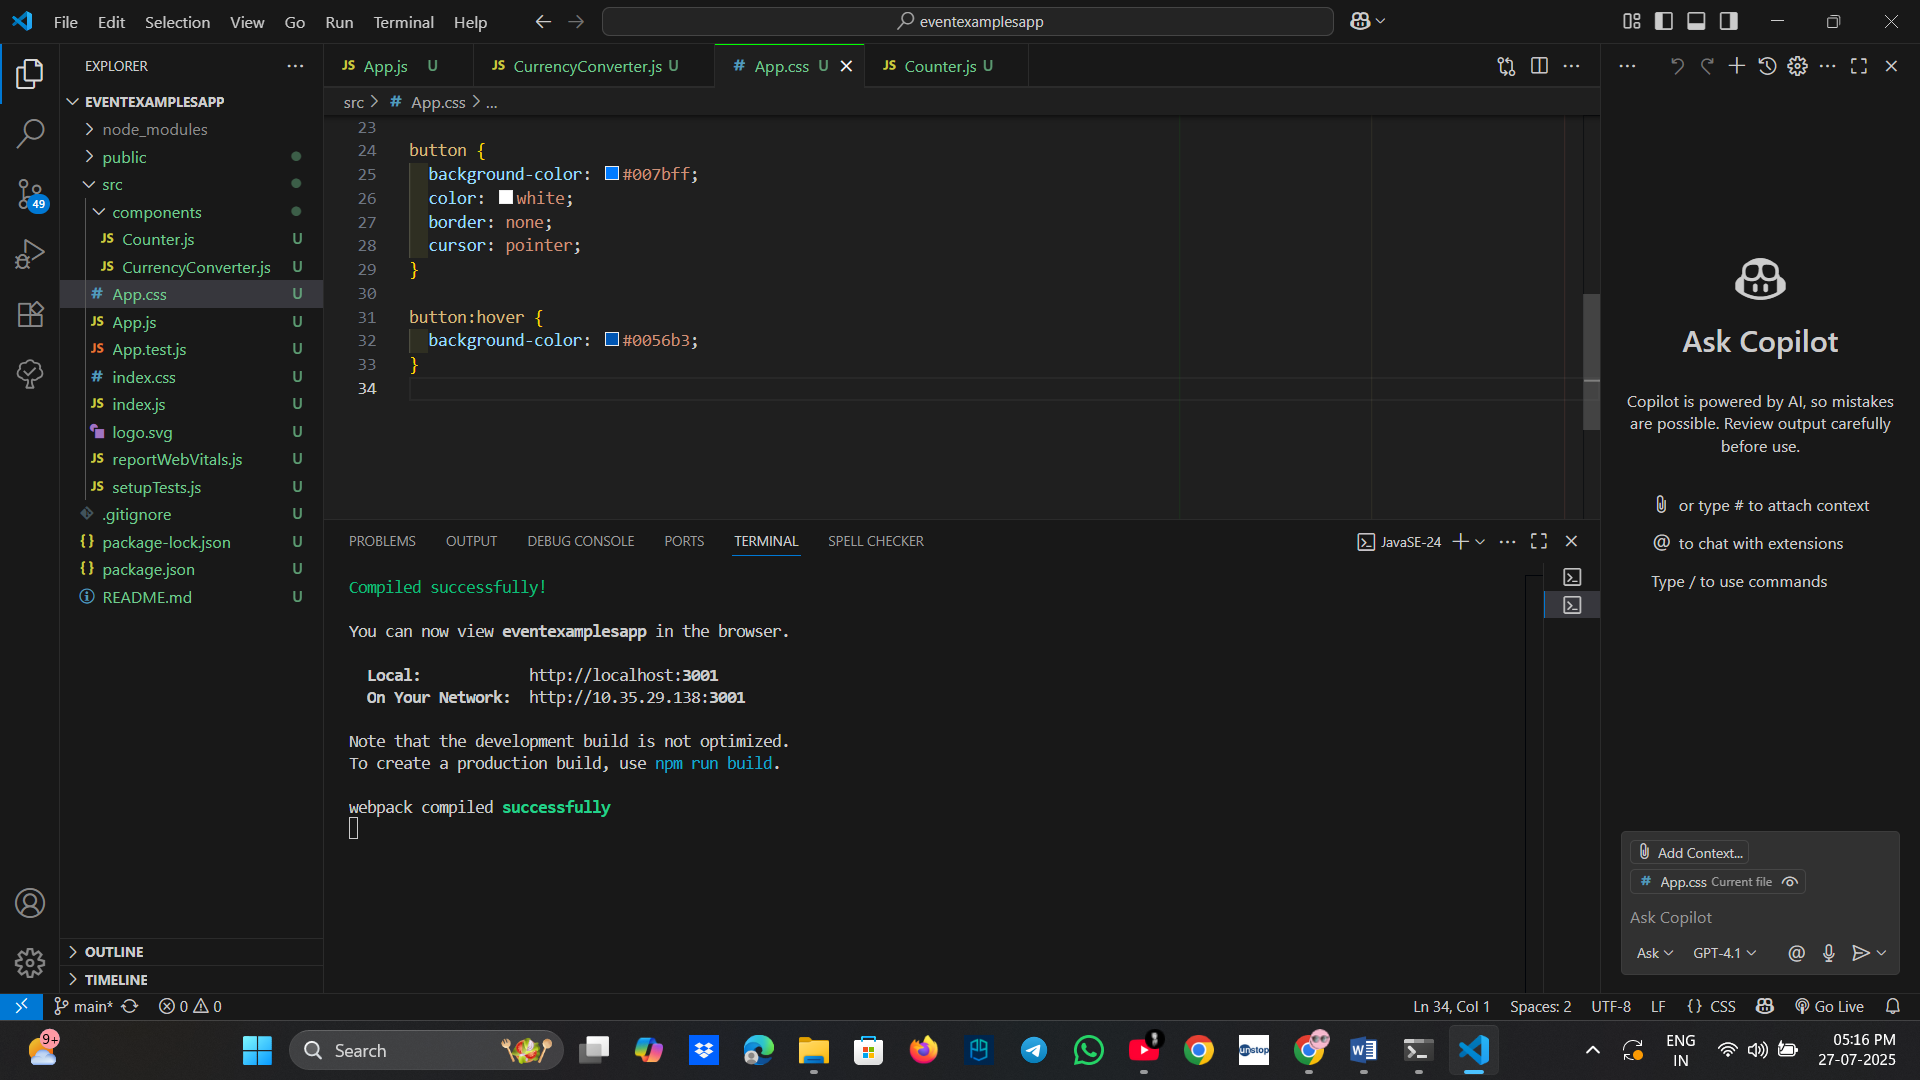 File Edit Selection View Go Run Terminal Help
eventexamplesapp
EXPLORER
EVENTEXAMPLESAPP
node_modules
public
src
components
JS Counter.js U
JS CurrencyConverter.js U
# App.css U
JS App.js U
JS App.test.js U
# index.css U
JS index.js U
logo.svg U
JS reportWebVitals.js U
JS setupTests.js U
.gitignore U
{} package-lock.json U
{} package.json U
README.md U
OUTLINE
TIMELINE
49
JS App.js U
JS CurrencyConverter.js U
# App.css U
JS Counter.js U
src > # App.css > ...
23
24 button {
25 background-color: #007bff;
26 color: white;
27 border: none;
28 cursor: pointer;
29 }
30
31 button:hover {
32 background-color: #0056b3;
33 }
34
PROBLEMS OUTPUT DEBUG CONSOLE PORTS TERMINAL SPELL CHECKER
JavaSE-24
Compiled successfully!
You can now view eventexamplesapp in the browser.
Local: http://localhost:3001
On Your Network: http://10.35.29.138:3001
Note that the development build is not optimized.
To create a production build, use npm run build.
webpack compiled successfully
Ask Copilot
Copilot is powered by AI, so mistakes
are possible. Review output carefully
before use.
or type # to attach context
@ to chat with extensions
Type / to use commands
Add Context...
# App.css Current file
Ask Copilot
Ask GPT-4.1 @
main* 0 0
Ln 34, Col 1 Spaces: 2 UTF-8 LF {} CSS Go Live
9+
Search
unstop
ENG
IN
05:16 PM
27-07-2025